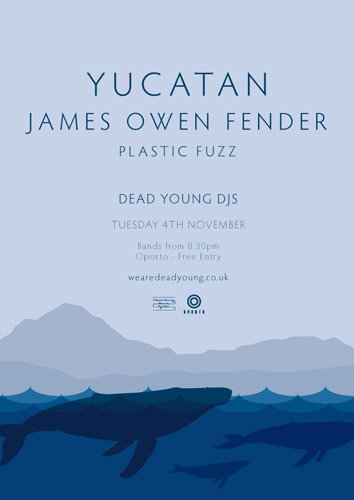 YUCATAN
JAMES OWEN FENDER
PLASTIC FUZZ
DEAD YOUNG DJS
TUESDAY 4TH NOVEMBER
Bands from 8.30pm
Oporto - Free Entry
wearedeadyoung.co.uk
OPORTO